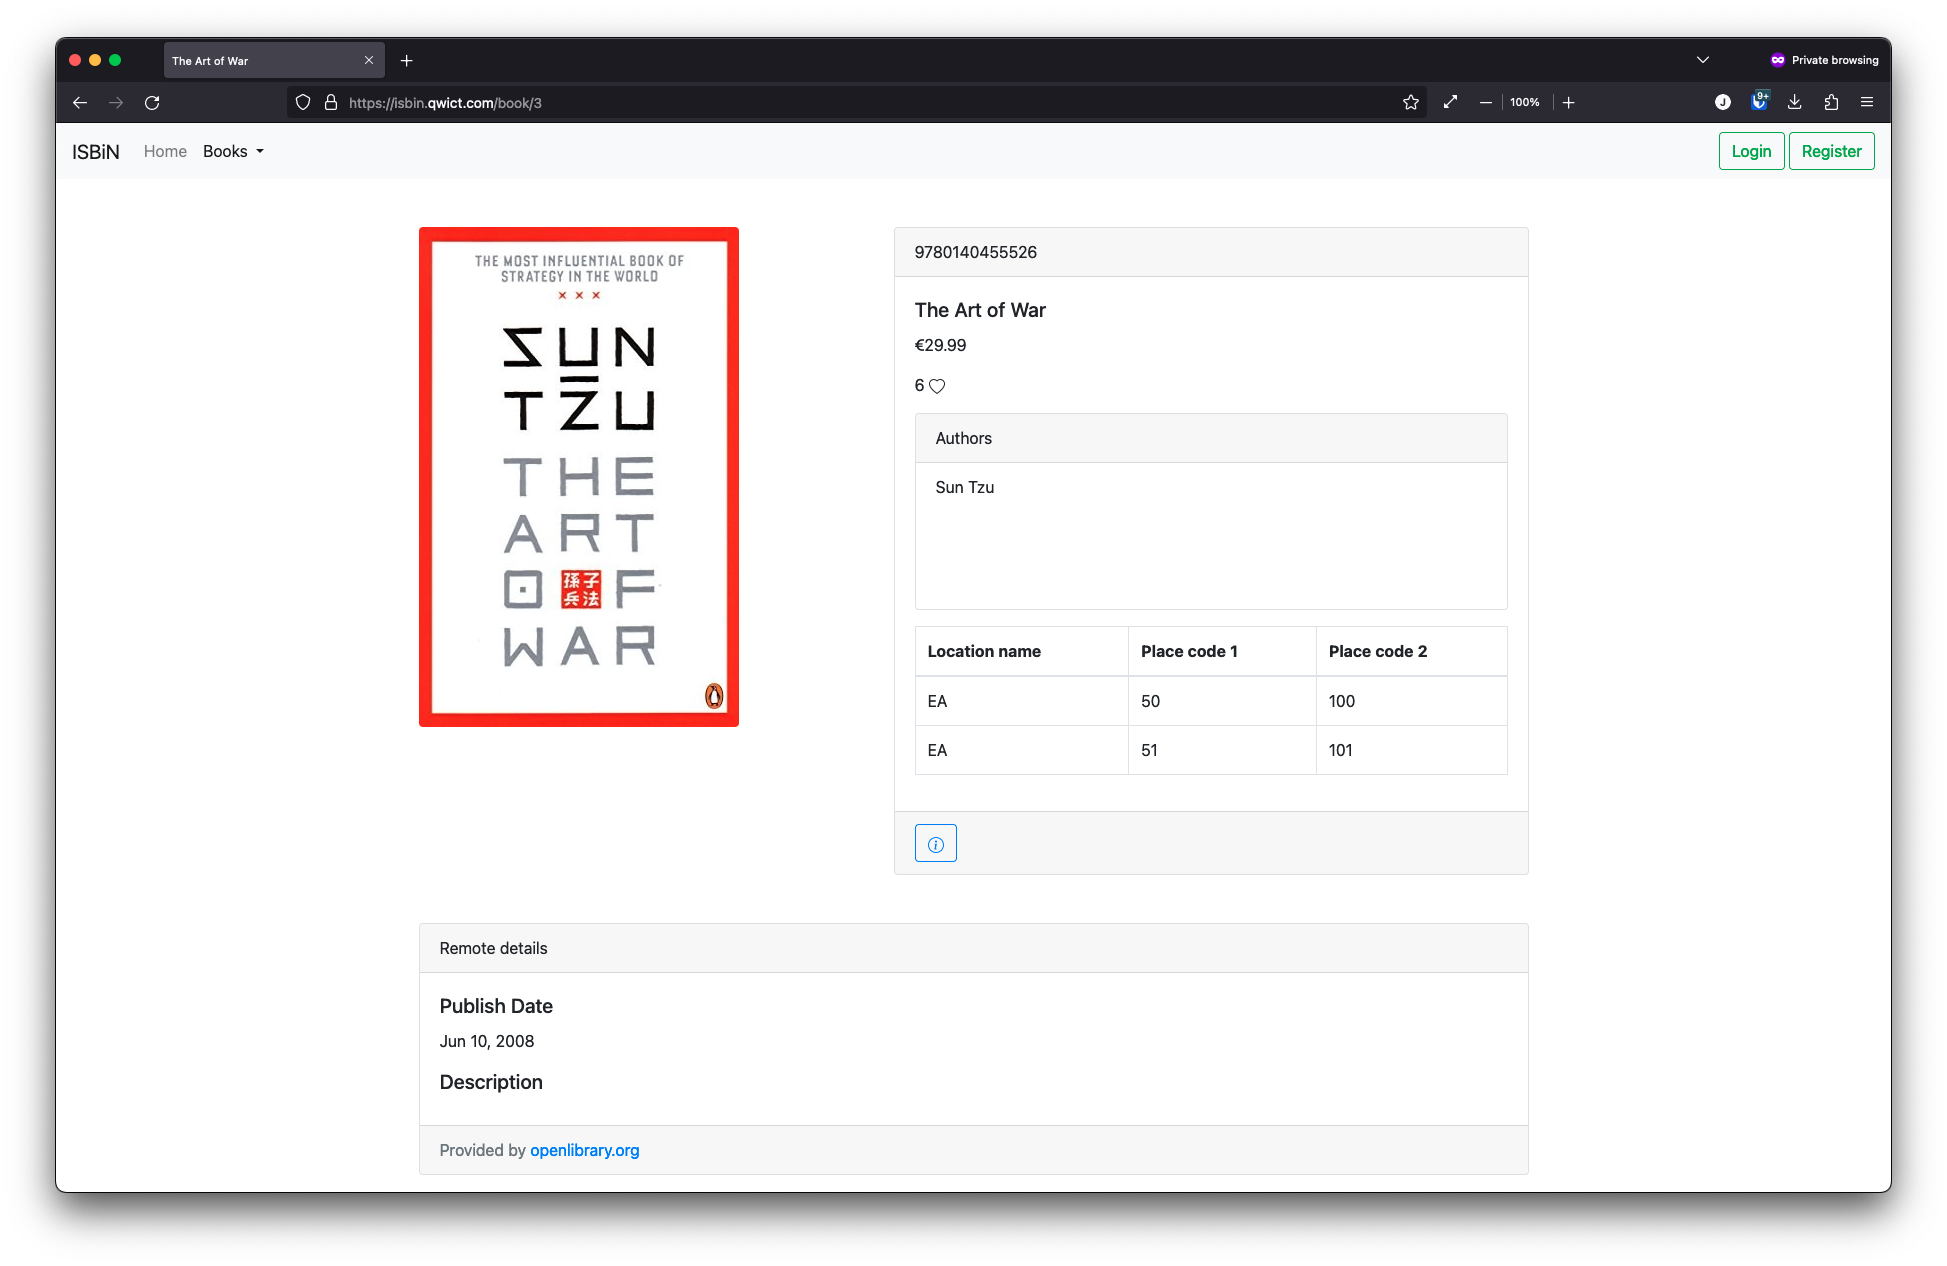 The Art of War
Private browsing
https://isbin.qwict.com/book/3
100%
J
9+
ISBiN
Home
Books
Login
Register
THE MOST INFLUENTIAL BOOK OF
STRATEGY IN THE WORLD
SUN
TZU
THE
ART
OF
孫子
兵法
WAR
9780140455526
The Art of War
€29.99
6
Authors
Sun Tzu
Location name Place code 1 Place code 2
EA 50 100
EA 51 101
Remote details
Publish Date
Jun 10, 2008
Description
Provided by openlibrary.org